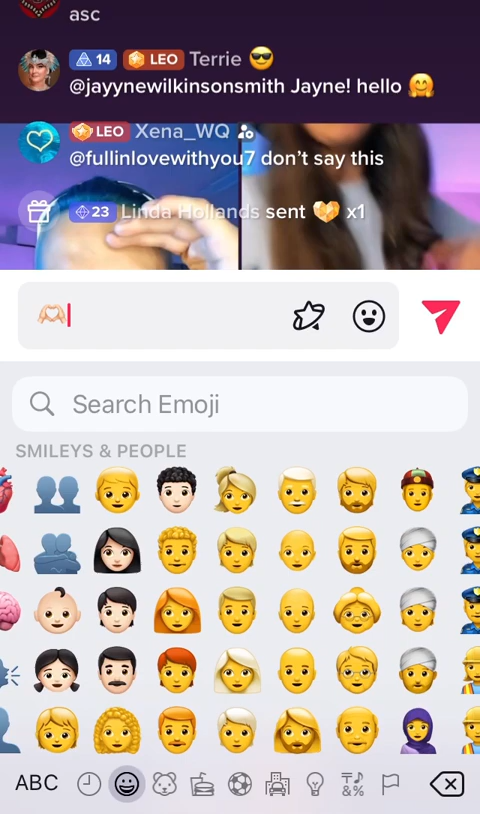 asc
14 LEO Terrie 😎
@jayynewilkinsonsmith Jayne! hello 🤗
LEO Xena_WQ
@fullinlovewithyou7 don’t say this
23 Linda Hollands sent x1
🫶🏻
Search Emoji
SMILEYS & PEOPLE
ABC